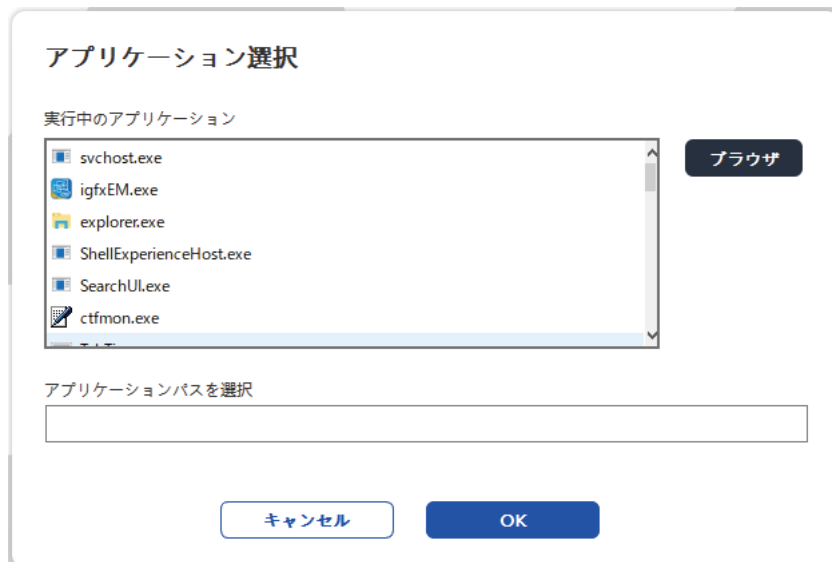 アプリケーション選択
実行中のアプリケーション
svchost.exe
ブラウザ
igfxEM.exe
explorer.exe
ShellExperienceHost.exe
SearchUI.exe
ctfmon.exe
アプリケーションパスを選択
キャンセル
OK